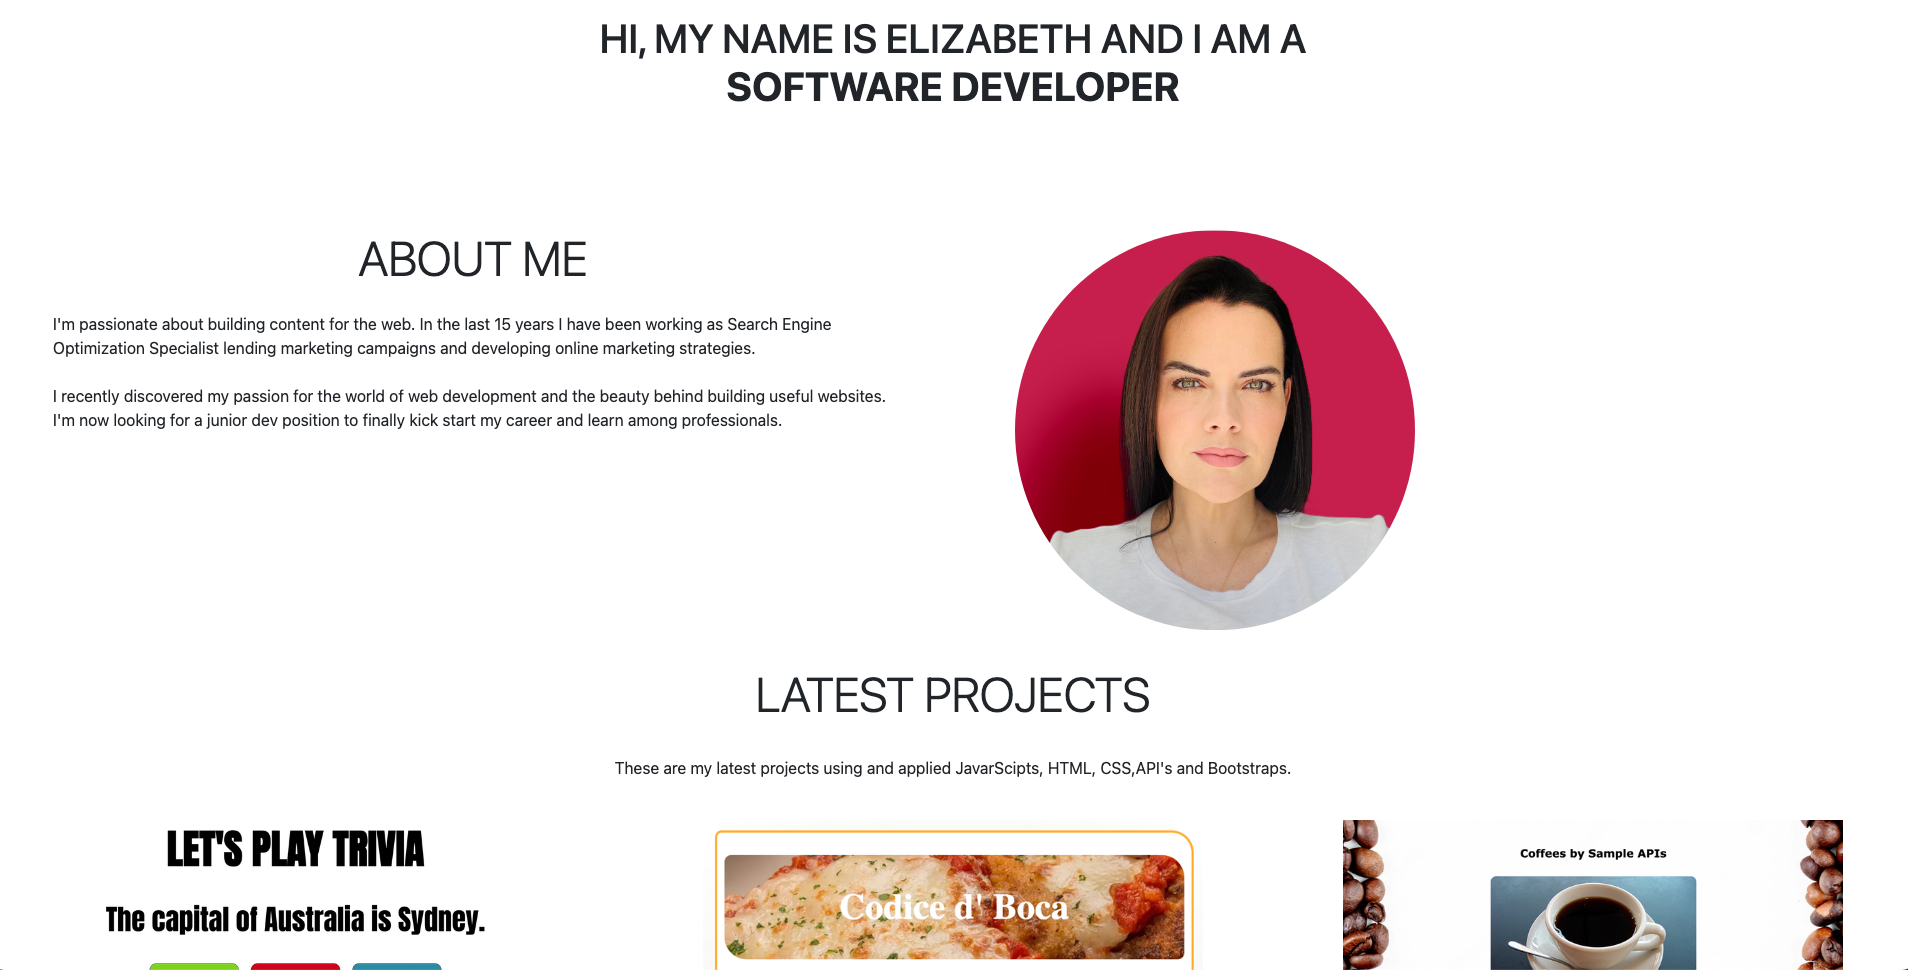 HI, MY NAME IS ELIZABETH AND I AM A
SOFTWARE DEVELOPER
ABOUT ME
I'm passionate about building content for the web. In the last 15 years I have been working as Search Engine
Optimization Specialist lending marketing campaigns and developing online marketing strategies.
I recently discovered my passion for the world of web development and the beauty behind building useful websites.
I'm now looking for a junior dev position to finally kick start my career and learn among professionals.
LATEST PROJECTS
These are my latest projects using and applied JavarScipts, HTML, CSS,API's and Bootstraps.
LET'S PLAY TRIVIA
The capital of Australia is Sydney.
Codice d' Boca
Coffees by Sample APIs